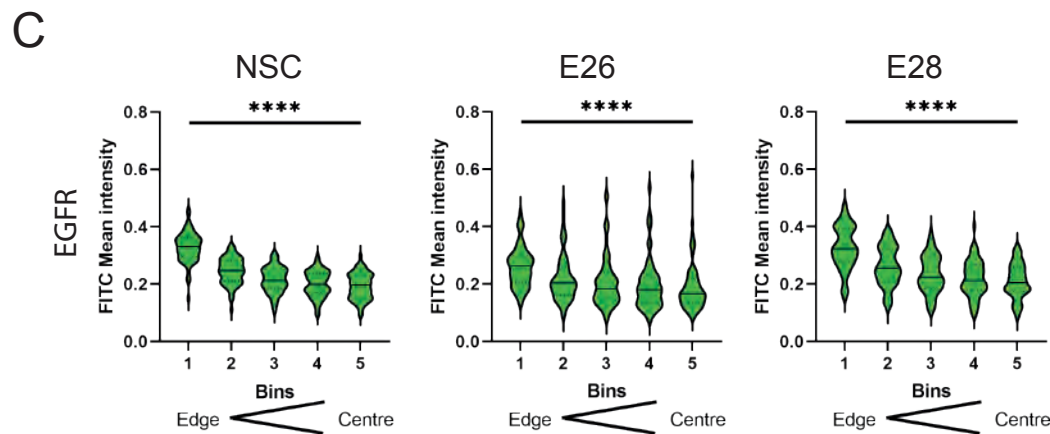 C
NSC
E26
E28
EGFR
FITC Mean intensity
0.8
0.6
0.4
0.2
0.0
****
1 2 3 4 5
Bins
Edge Centre
FITC Mean intensity
0.8
0.6
0.4
0.2
0.0
****
1 2 3 4 5
Bins
Edge Centre
FITC Mean intensity
0.8
0.6
0.4
0.2
0.0
****
1 2 3 4 5
Bins
Edge Centre